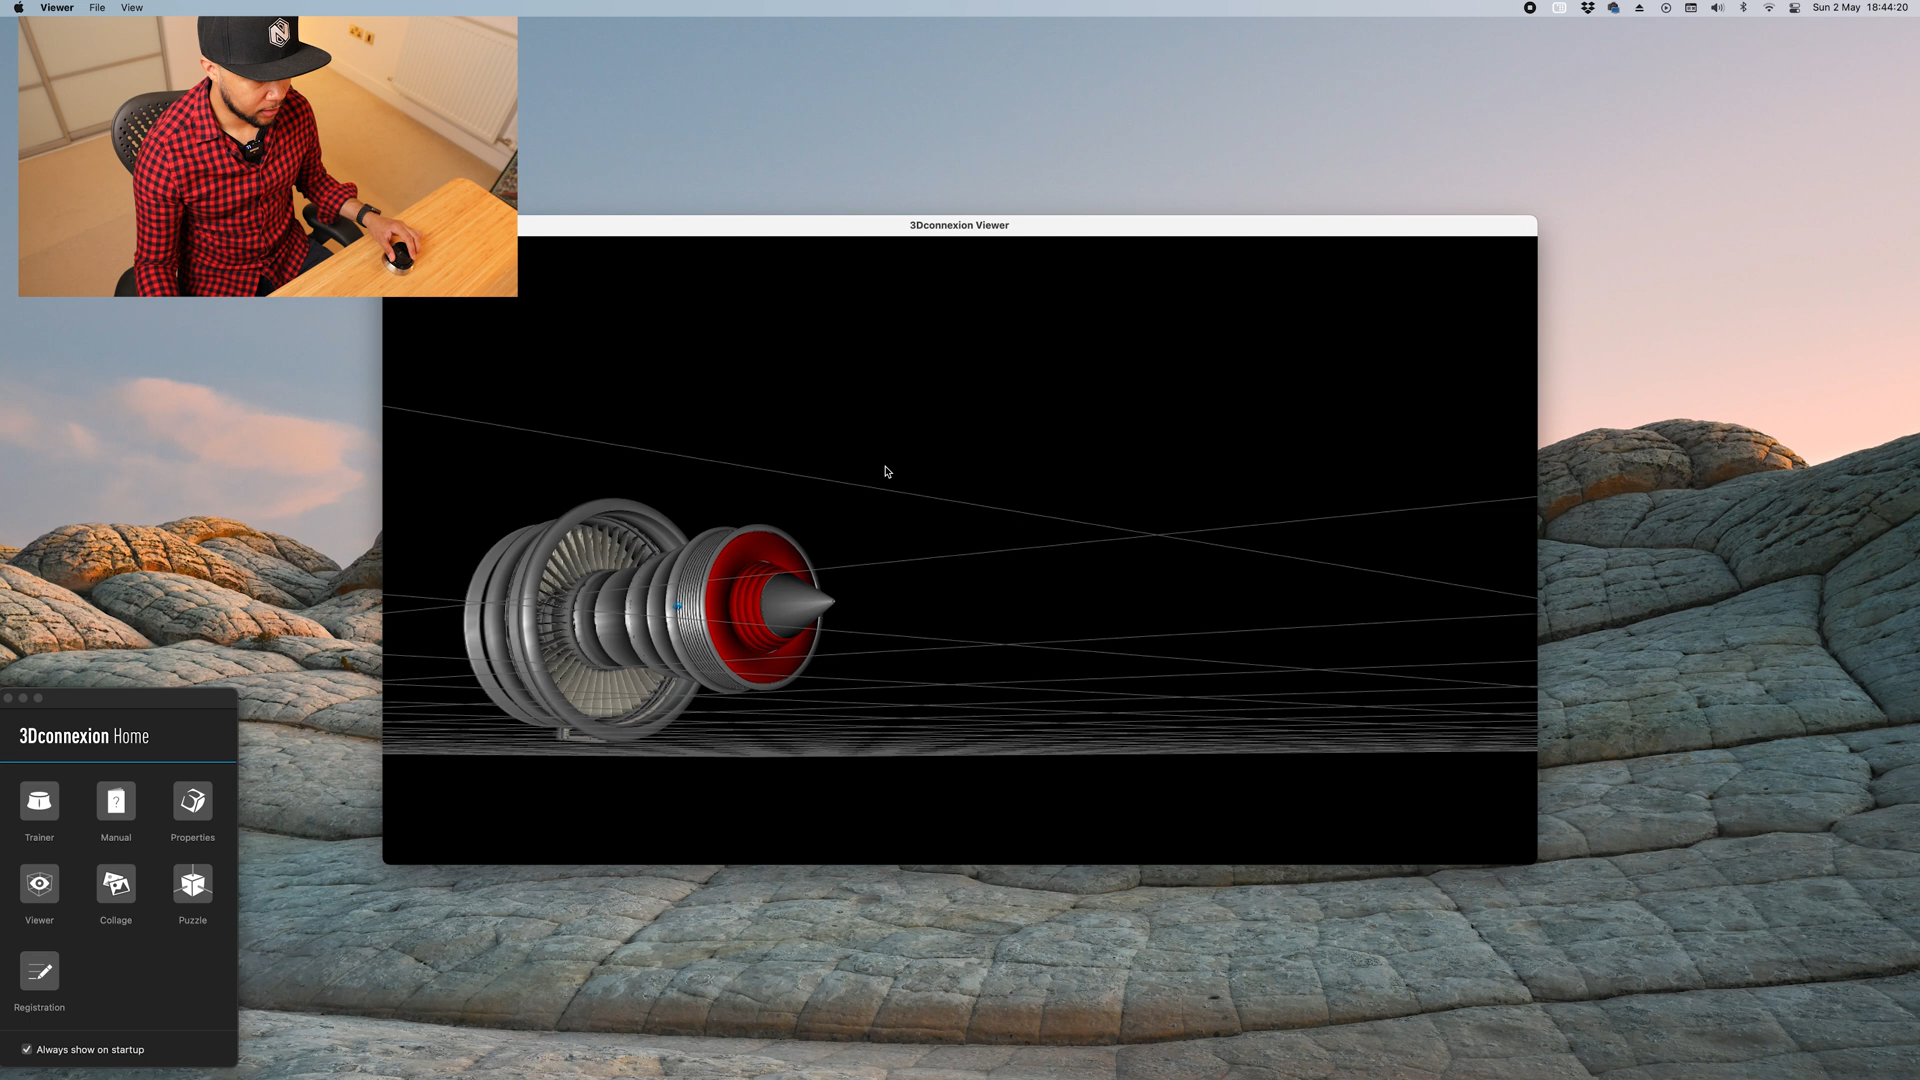 Viewer File View
Sun 2 May 18:44:20
3Dconnexion Viewer
3Dconnexion Home
Trainer
Manual
Properties
Viewer
Collage
Puzzle
Registration
Always show on startup